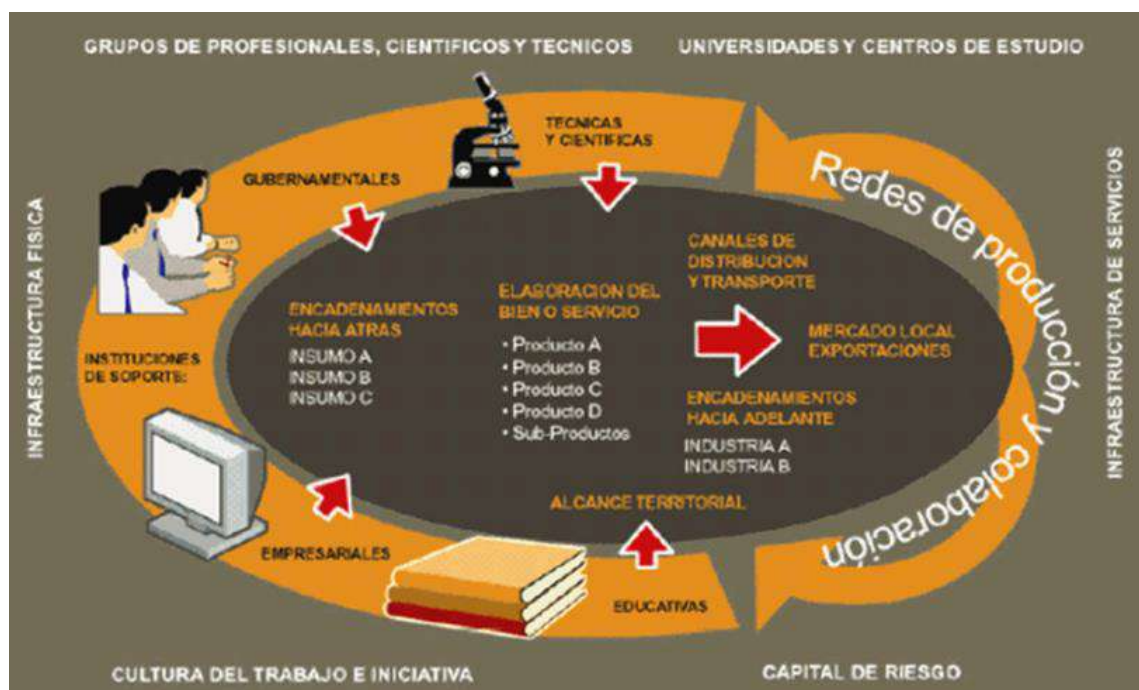 GRUPOS DE PROFESIONALES, CIENTIFICOS Y TECNICOS
UNIVERSIDADES Y CENTROS DE ESTUDIO
INFRAESTRUCTURA FISICA
INFRAESTRUCTURA DE SERVICIOS
TECNICAS
Y CIENTIFICAS
GUBERNAMENTALES
Redes de producción y colaboración
INSTITUCIONES
DE SOPORTE:
ENCADENAMIENTOS
HACIA ATRAS
INSUMO A
INSUMO B
INSUMO C
ELABORACION DEL
BIEN O SERVICIO
• Producto A
• Producto B
• Producto C
• Producto D
• Sub-Productos
CANALES DE
DISTRIBUCION
Y TRANSPORTE
MERCADO LOCAL
EXPORTACIONES
ENCADENAMIENTOS
HACIA ADELANTE
INDUSTRIA A
INDUSTRIA B
ALCANCE TERRITORIAL
EMPRESARIALES
EDUCATIVAS
CULTURA DEL TRABAJO E INICIATIVA
CAPITAL DE RIESGO